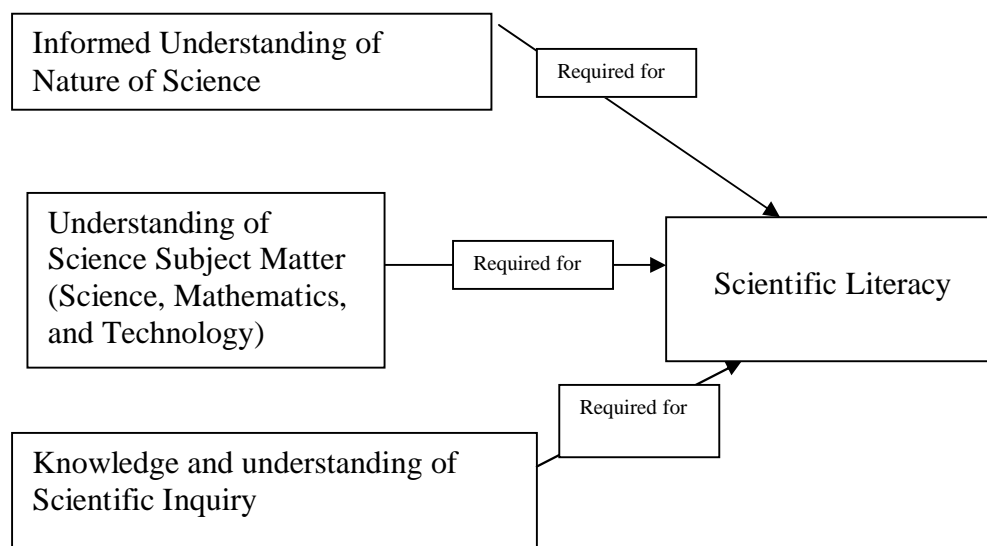 Informed Understanding of
Nature of Science
Required for
Understanding of
Science Subject Matter
(Science, Mathematics,
and Technology)
Required for
Scientific Literacy
Required for
Knowledge and understanding of
Scientific Inquiry